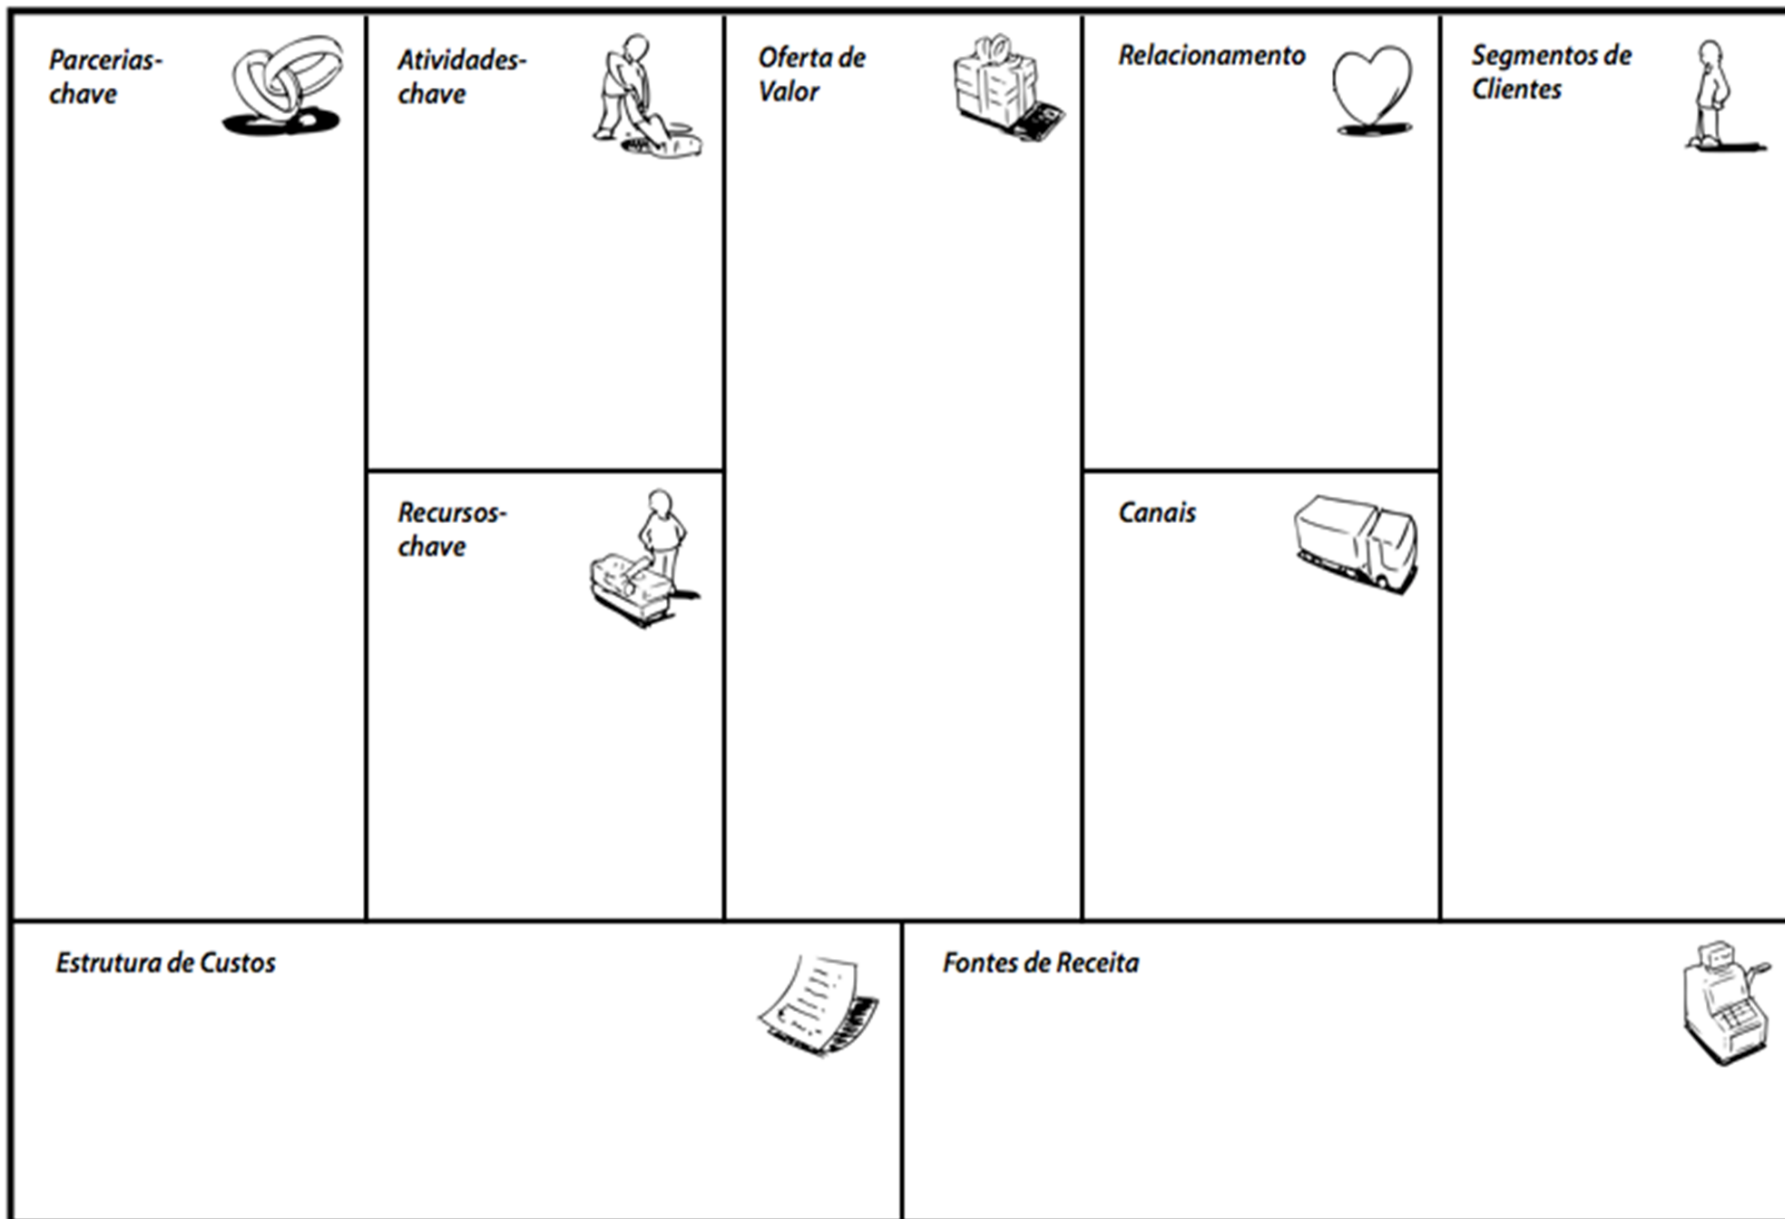 Parcerias-
chave
Atividades-
chave
Oferta de
Valor
Relacionamento
Segmentos de
Clientes
Recursos-
chave
Canais
Estrutura de Custos
Fontes de Receita